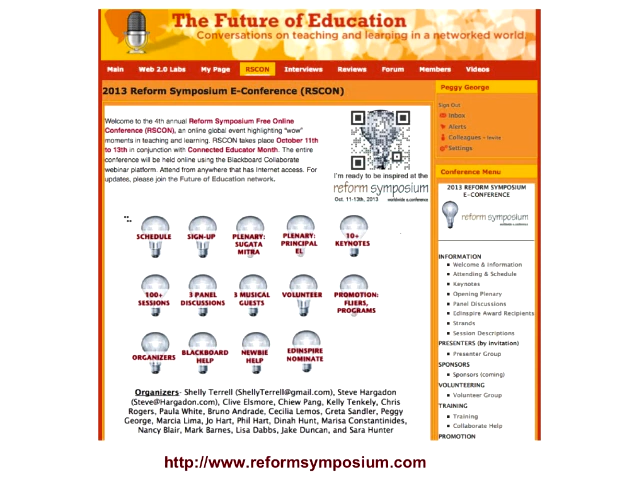 The Future of Education
Conversations on teaching and learning in a networked world.
Main Web 2.0 Labs My Page RSCON Interviews Reviews Forum Members Videos
2013 Reform Symposium E-Conference (RSCON)
Welcome to the 4th annual Reform Symposium Free Online
Conference (RSCON), an online global event highlighting "wow"
moments in teaching and learning. RSCON takes place October 11th
to 13th in conjunction with Connected Educator Month. The entire
conference will be held online using the Blackboard Collaborate
webinar platform. Attend from anywhere that has Internet access. For
updates, please join the Future of Education network.
I'm ready to be inspired at the
reform symposium
Oct. 11-13th, 2013 worldwide e.conference
SCHEDULE
SIGN-UP
PLENARY:
SUGATA
MITRA
PLENARY:
PRINCIPAL
EL
10+
KEYNOTES
100+
SESSIONS
3 PANEL
DISCUSSIONS
3 MUSICAL
GUESTS
VOLUNTEER
PROMOTION:
FLIERS,
PROGRAMS
ORGANIZERS
BLACKBOARD
HELP
NEWBIE
HELP
EDINSPIRE
NOMINATE
Organizers- Shelly Terrell (ShellyTerrell@gmail.com), Steve Hargadon
(Steve@Hargadon.com), Clive Elsmore, Chiew Pang, Kelly Tenkely, Chris
Rogers, Paula White, Bruno Andrade, Cecilia Lemos, Greta Sandler, Peggy
George, Marcia Lima, Jo Hart, Phil Hart, Dinah Hunt, Marisa Constantinides,
Nancy Blair, Mark Barnes, Lisa Dabbs, Jake Duncan, and Sara Hunter
Peggy George
Sign Out
Inbox
Alerts
Colleagues - Invite
Settings
Conference Menu
2013 REFORM SYMPOSIUM
E-CONFERENCE
reform symposium
worldwide e.conference
INFORMATION
Welcome & Information
Attending & Schedule
Keynotes
Opening Plenary
Panel Discussions
EdInspire Award Recipients
Strands
Session Descriptions
PRESENTERS (by invitation)
Presenter Group
SPONSORS
Sponsors (coming)
VOLUNTEERING
Volunteer Group
TRAINING
Training
Collaborate Help
PROMOTION
http://www.reformsymposium.com